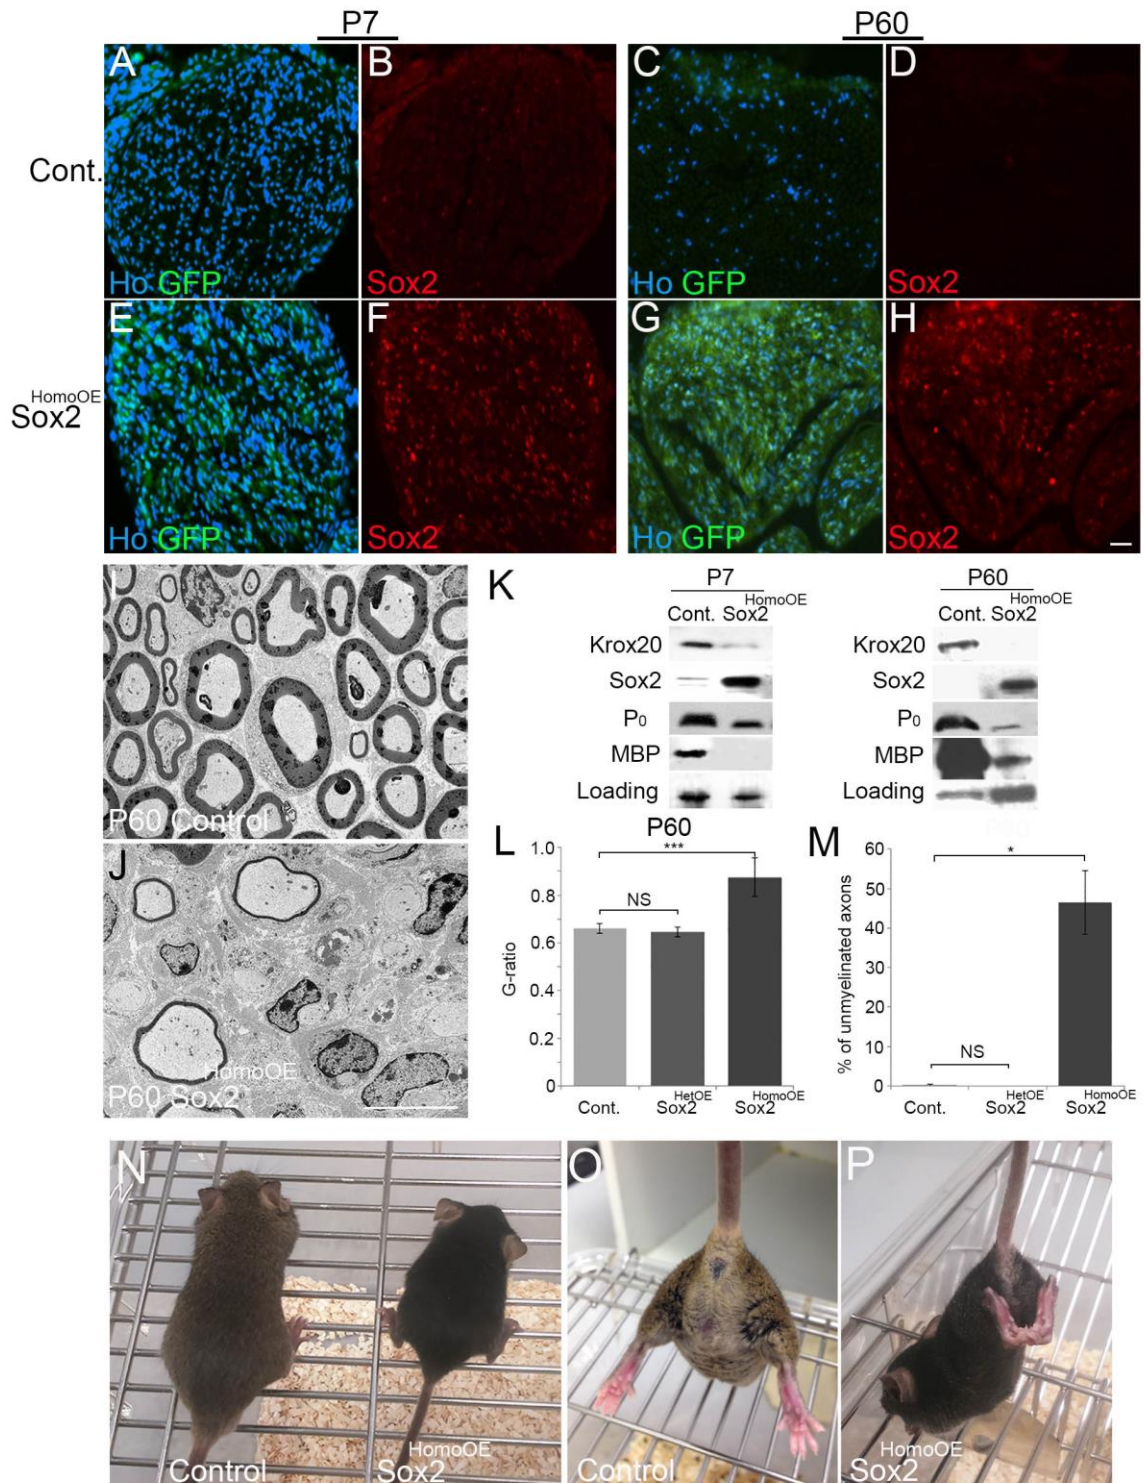 P7 P60
A B C D
Cont.
Ho GFP Sox2 Ho GFP Sox2
E F G H
Sox2 HomoOE
Ho GFP Sox2 Ho GFP Sox2
I
P60 Control
J
P60 Sox2 HomoOE
K
P7
Cont. Sox2 HomoOE
Krox20
Sox2
P0
MBP
Loading
P60
Cont. Sox2 HomoOE
Krox20
Sox2
P0
MBP
Loading
L
P60
1.0
0.8
0.6
0.4
0.2
0
G-ratio
***
NS
Cont. Sox2 HetOE Sox2 HomoOE
M
60
50
40
30
20
10
0
% of unmyelinated axons
*
NS
Cont. Sox2 HetOE Sox2 HomoOE
N O P
Control Sox2 HomoOE Control Sox2 HomoOE